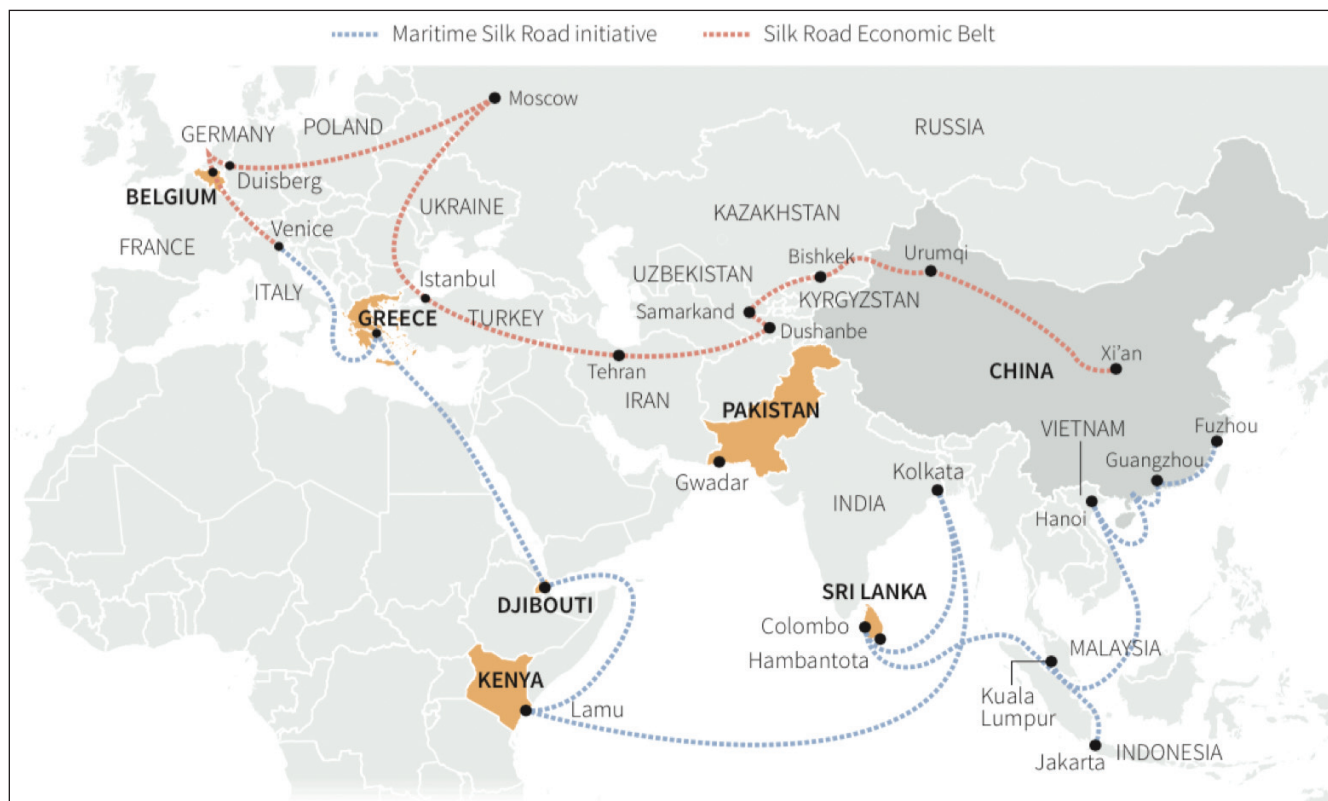 Maritime Silk Road initiative
Silk Road Economic Belt
Moscow
POLAND
GERMANY
RUSSIA
Duisberg
BELGIUM
UKRAINE
KAZAKHSTAN
Venice
FRANCE
Bishkek
Urumqi
UZBEKISTAN
Istanbul
ITALY
KYRGYZSTAN
Samarkand
GREECE
TURKEY
Dushanbe
Xi'an
Tehran
CHINA
IRAN
PAKISTAN
VIETNAM
Fuzhou
Guangzhou
Kolkata
Gwadar
INDIA
Hanoi
SRI LANKA
DJIBOUTI
Colombo
MALAYSIA
Hambantota
KENYA
Lamu
Kuala
Lumpur
INDONESIA
Jakarta